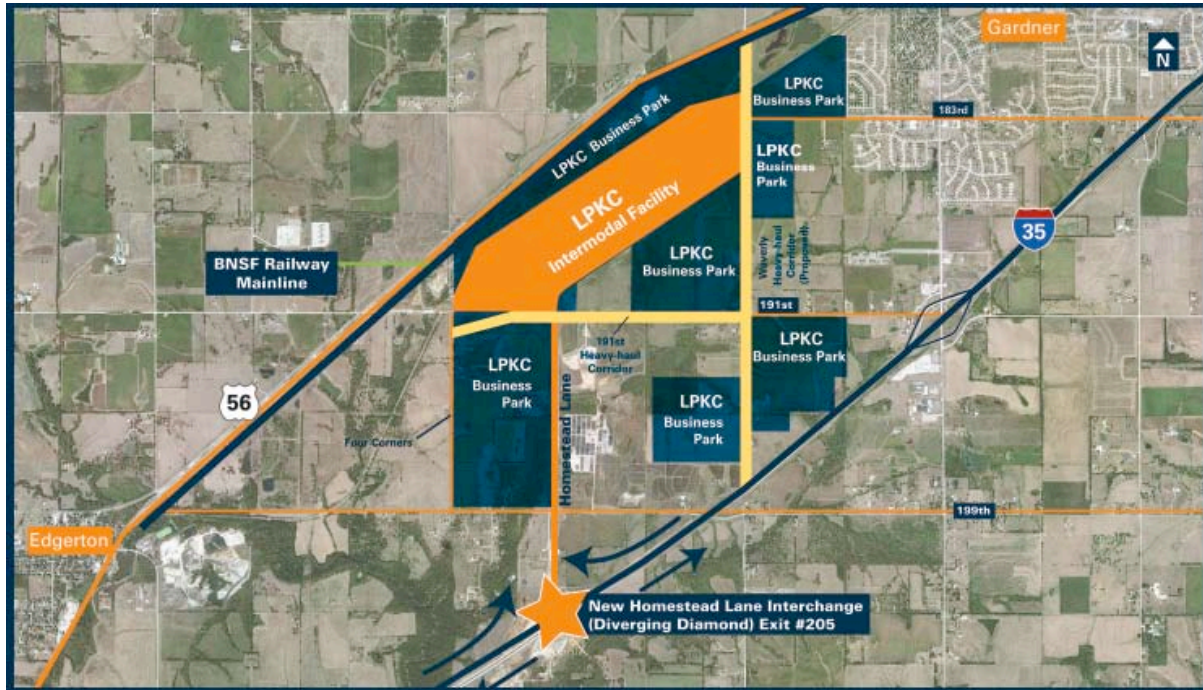 Gardner
N
LPKC
Business Park
183rd
LPKC Business Park
LPKC
Business
Park
LPKC
Intermodal Facility
35
BNSF Railway
Mainline
LPKC
Business Park
Waverly
Heavy-haul
Corridor
(Proposed)
191st
191st
Heavy-haul
Corridor
LPKC
Business Park
LPKC
Business
Park
56
LPKC
Business
Park
Four Corners
Homestead Lane
199th
Edgerton
New Homestead Lane Interchange
(Diverging Diamond) Exit #205